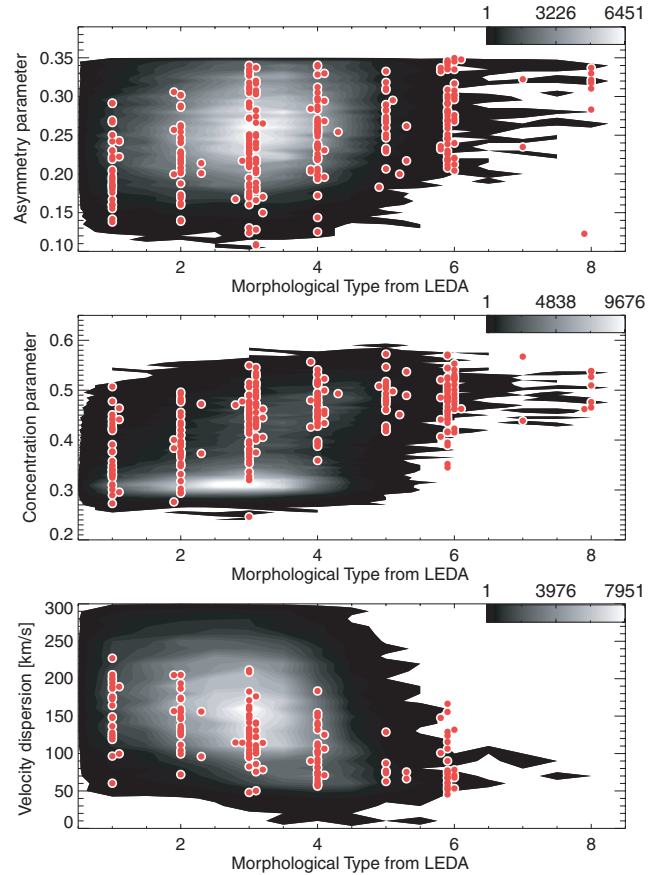 1 3226 6451
0.35
0.30
0.25
0.20
0.15
0.10
Asymmetry parameter
2 4 6 8
Morphological Type from LEDA
1 4838 9676
0.6
0.5
0.4
0.3
0.2
Concentration parameter
2 4 6 8
Morphological Type from LEDA
1 3976 7951
300
250
200
150
100
50
0
Velocity dispersion [km/s]
2 4 6 8
Morphological Type from LEDA